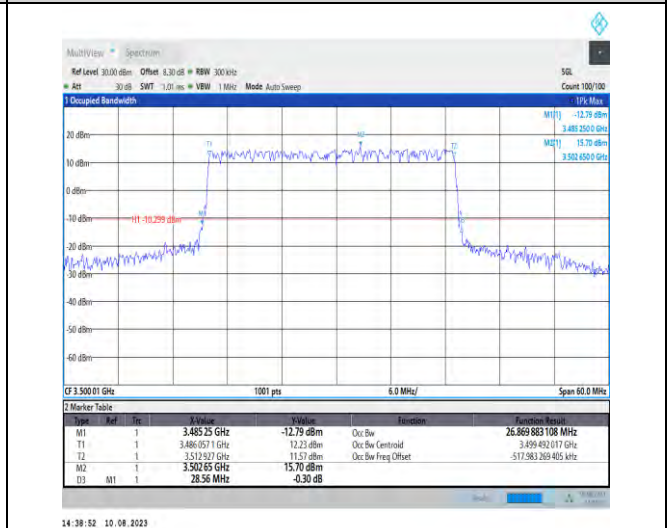 MultiView Spectrum
Ref Level 30.00 dBm Offset 8.30 dB RBW 300 kHz SGL
Att 30 dB SWT 1.01 ms VBW 1 MHz Mode Auto Sweep Count 100/100
1 Occupied Bandwidth 1Pk Max
M1[1] -12.79 dBm
3.485 250 0 GHz
M2[1] 15.70 dBm
3.502 650 0 GHz
20 dBm
T1 M2 T2
10 dBm
0 dBm
M1
-10 dBm H1 -10.299 dBm
-20 dBm
-40 dBm
-50 dBm
-60 dBm
CF 3.500 01 GHz 1001 pts 6.0 MHz/ Span 60.0 MHz
2 Marker Table
Type Ref Trc X-Value Y-Value Function Function Result
M1 1 3.485 25 GHz -12.79 dBm Occ Bw 26.869 883 108 MHz
T1 1 3.486 057 1 GHz 12.23 dBm Occ Bw Centroid 3.499 492 017 GHz
T2 1 3.512 927 GHz 11.57 dBm Occ Bw Freq Offset -517.983 269 405 kHz
M2 1 3.502 65 GHz 15.70 dBm
D3 M1 1 28.56 MHz -0.30 dB
14:38:52 10.08.2023